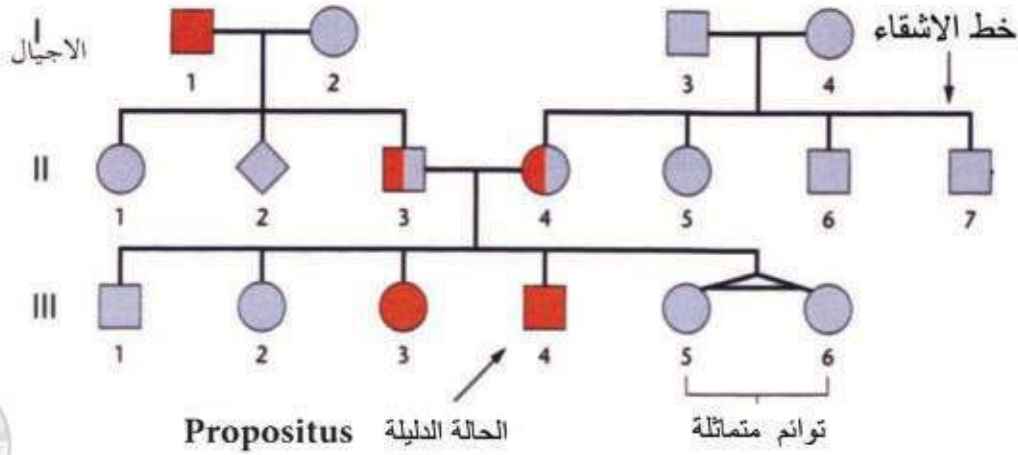 I
الاجيال
1 2 3 4
خط الاشقاء
II
1 2 3 4 5 6 7
III
1 2 3 4 5 6
Propositus الحالة الدليلة
توائم متماثلة